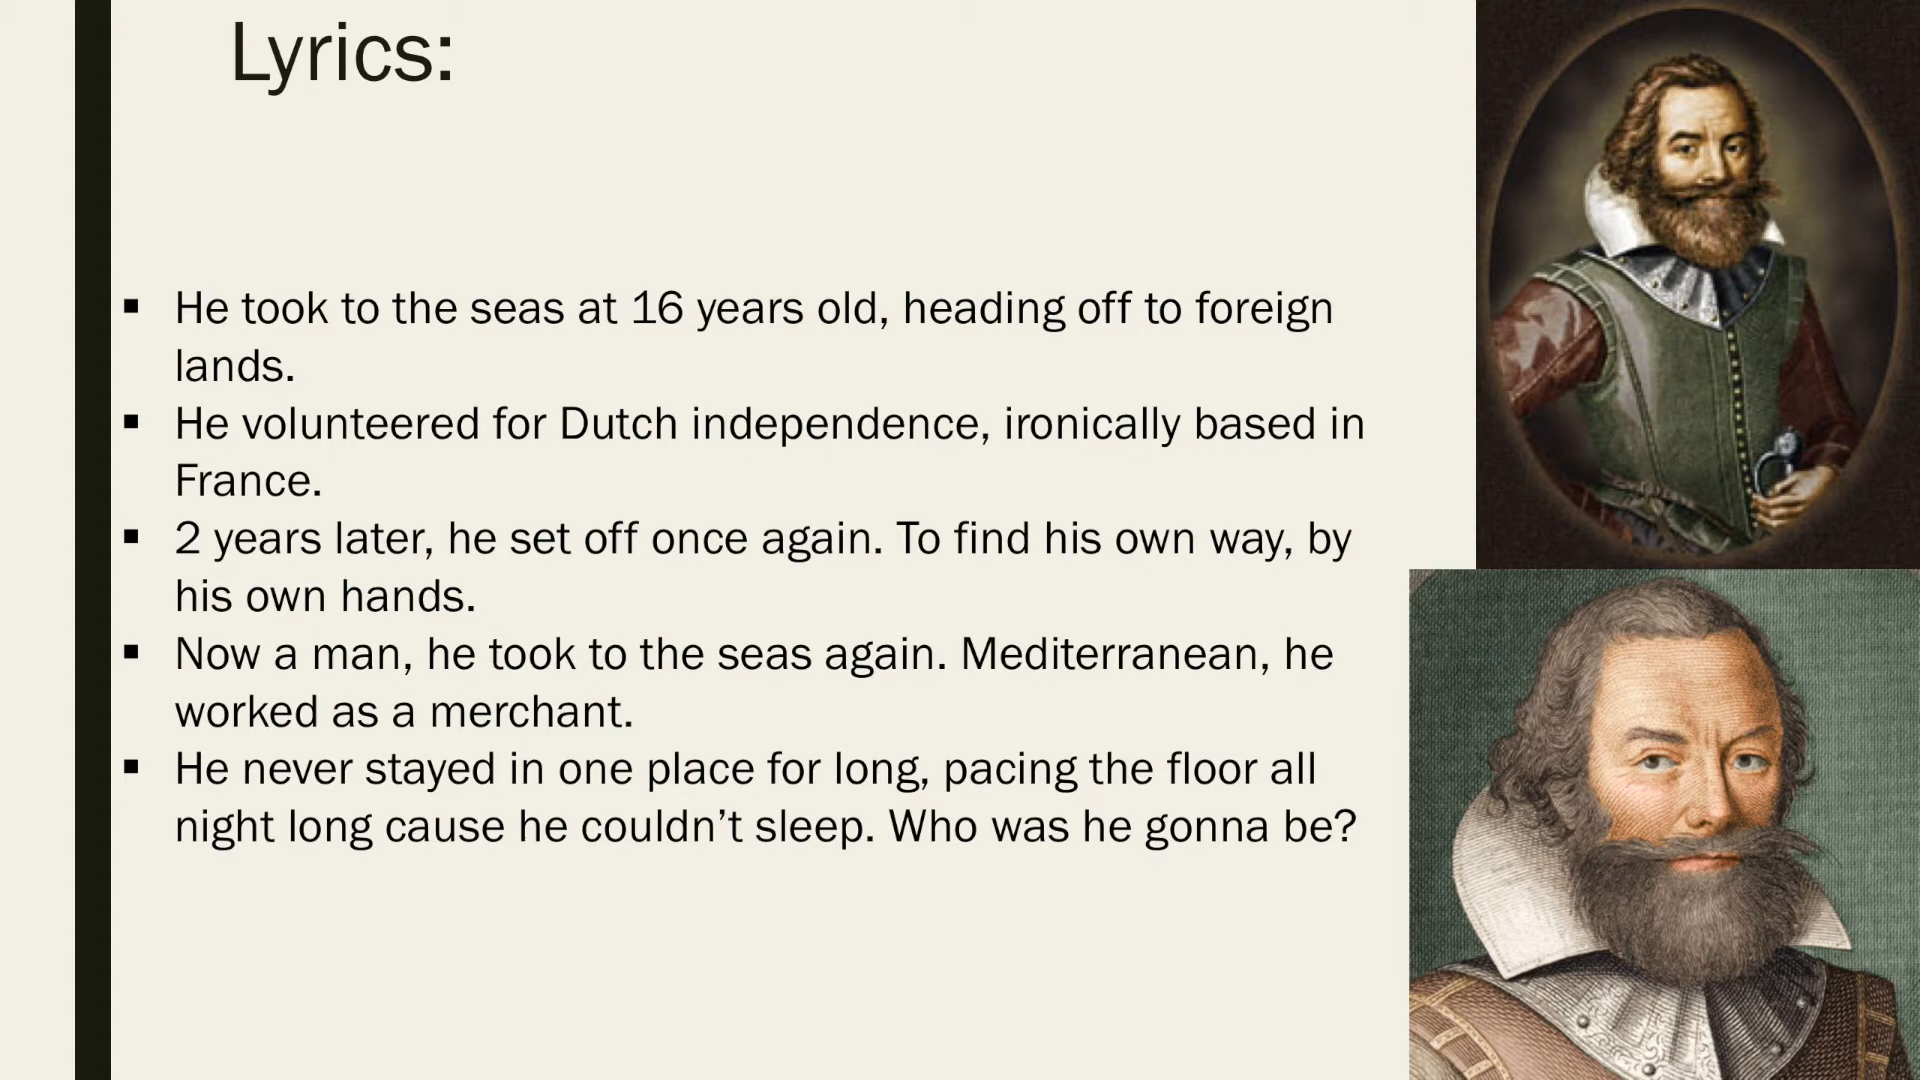 Lyrics:
▪ He took to the seas at 16 years old, heading off to foreign
lands.
▪ He volunteered for Dutch independence, ironically based in
France.
▪ 2 years later, he set off once again. To find his own way, by
his own hands.
▪ Now a man, he took to the seas again. Mediterranean, he
worked as a merchant.
▪ He never stayed in one place for long, pacing the floor all
night long cause he couldn’t sleep. Who was he gonna be?